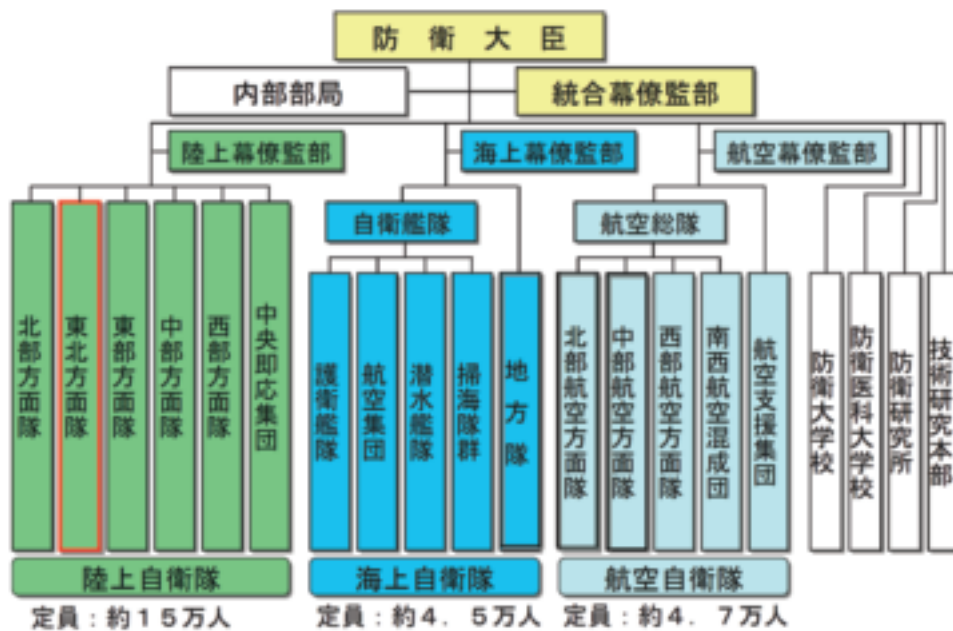 防衛大臣
内部部局
統合幕僚監部
陸上幕僚監部
海上幕僚監部
航空幕僚監部
自衛艦隊
航空総隊
北部方面隊
東北方面隊
東部方面隊
中部方面隊
西部方面隊
中央即応集団
護衛艦隊
航空集団
潜水艦隊
掃海隊群
地方隊
北部航空方面隊
中部航空方面隊
西部航空方面隊
南西航空混成団
航空支援集団
防衛大学校
防衛医科大学校
防衛研究所
技術研究本部
陸上自衛隊
海上自衛隊
航空自衛隊
定員：約15万人
定員：約4．5万人
定員：約4．7万人